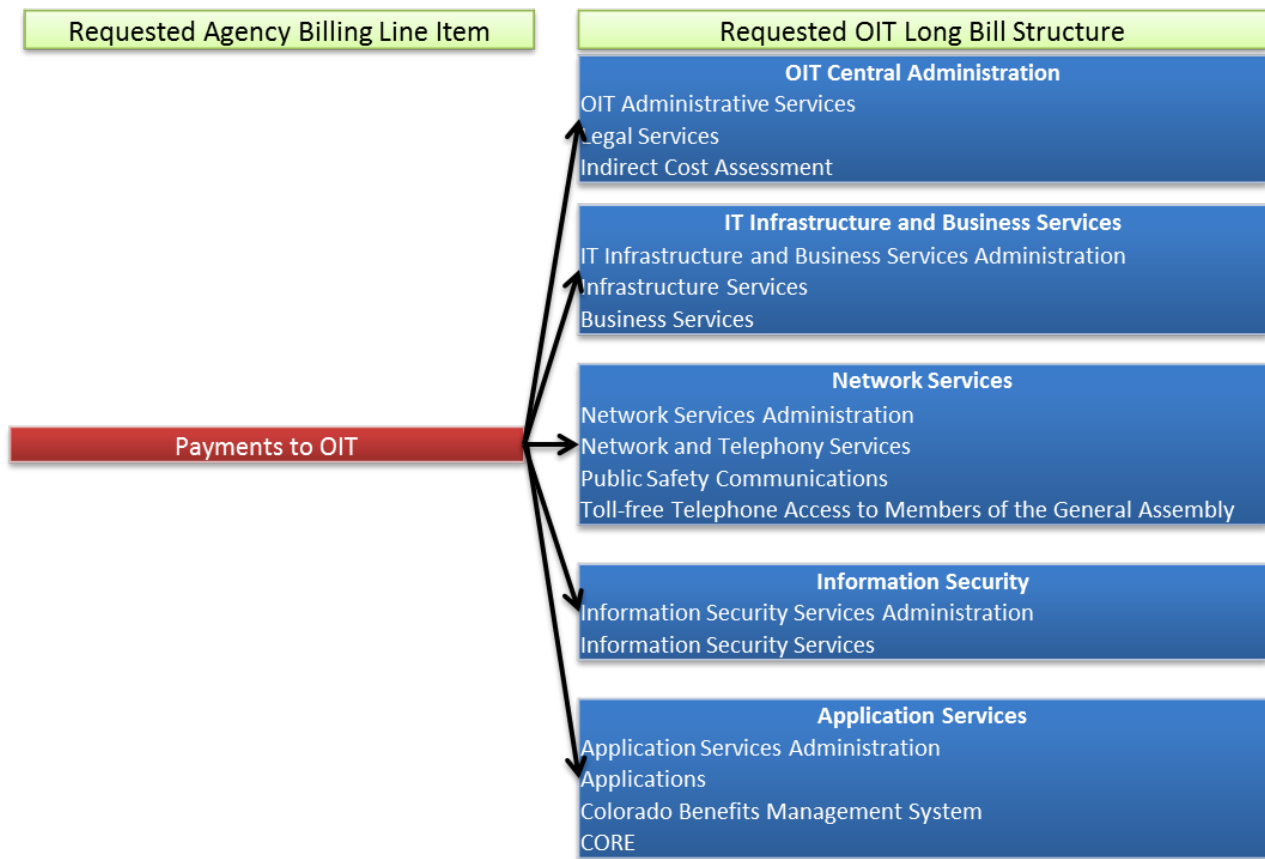 Requested Agency Billing Line Item
Requested OIT Long Bill Structure
OIT Central Administration
OIT Administrative Services
Legal Services
Indirect Cost Assessment
IT Infrastructure and Business Services
IT Infrastructure and Business Services Administration
Infrastructure Services
Business Services
Payments to OIT
Network Services
Network Services Administration
Network and Telephony Services
Public Safety Communications
Toll-free Telephone Access to Members of the General Assembly
Information Security
Information Security Services Administration
Information Security Services
Application Services
Application Services Administration
Applications
Colorado Benefits Management System
CORE